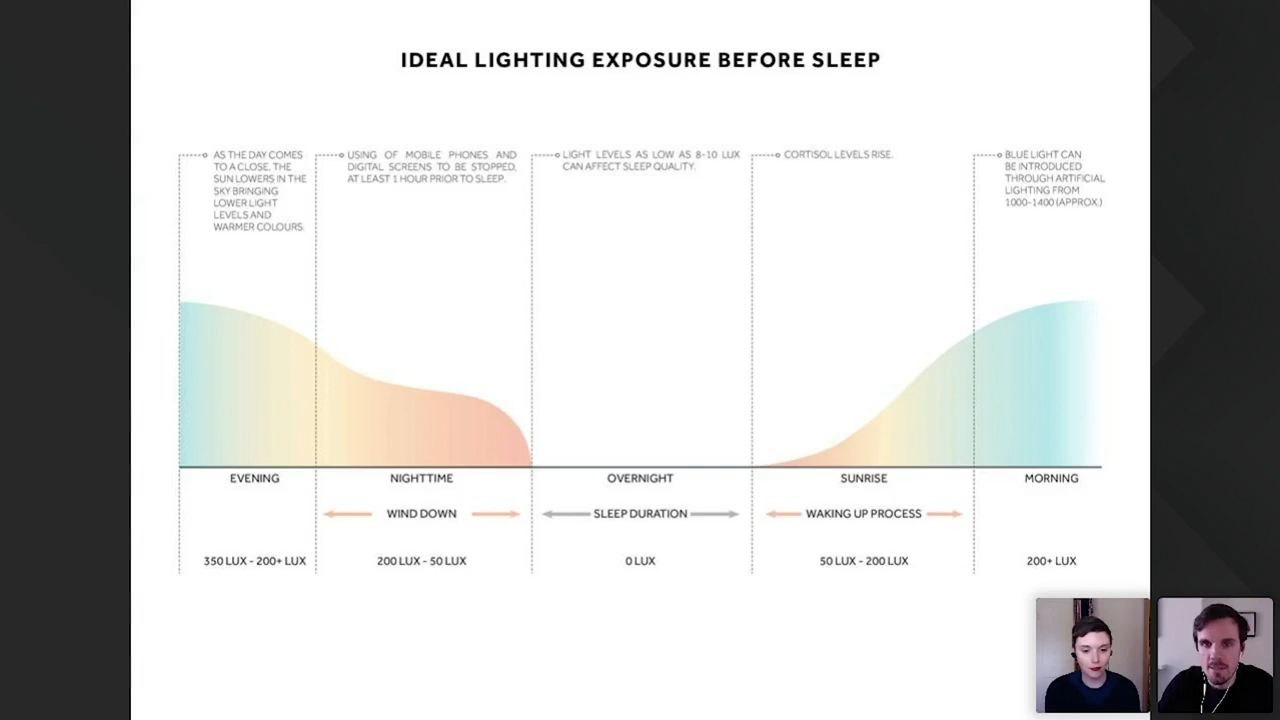 IDEAL LIGHTING EXPOSURE BEFORE SLEEP
AS THE DAY COMES
TO A CLOSE, THE
SUN LOWERS IN THE
SKY BRINGING
LOWER LIGHT
LEVELS AND
WARMER COLOURS.
USING OF MOBILE PHONES AND
DIGITAL SCREENS TO BE STOPPED,
AT LEAST 1 HOUR PRIOR TO SLEEP.
LIGHT LEVELS AS LOW AS 8-10 LUX
CAN AFFECT SLEEP QUALITY.
CORTISOL LEVELS RISE.
BLUE LIGHT CAN
BE INTRODUCED
THROUGH ARTIFICIAL
LIGHTING FROM
1000-1400 (APPROX.)
EVENING
NIGHTTIME
OVERNIGHT
SUNRISE
MORNING
WIND DOWN
SLEEP DURATION
WAKING UP PROCESS
350 LUX - 200+ LUX
200 LUX - 50 LUX
0 LUX
50 LUX - 200 LUX
200+ LUX